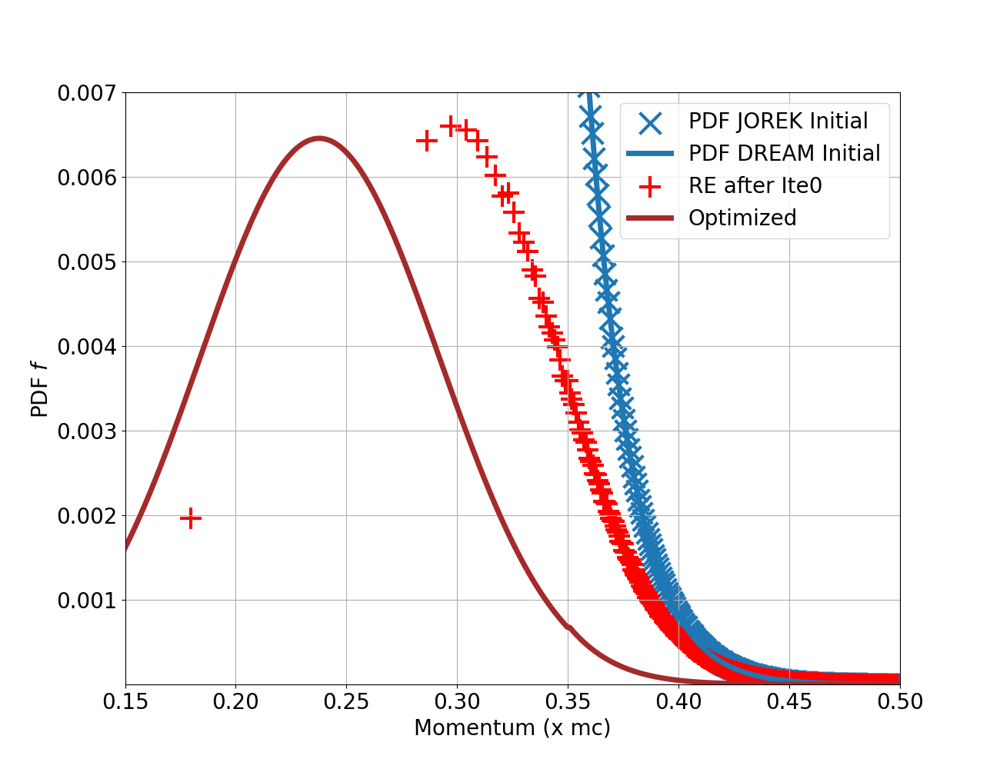 0.007
0.006
0.005
0.004
0.003
0.002
0.001
PDF f
0.15 0.20 0.25 0.30 0.35 0.40 0.45 0.50
Momentum (x mc)
PDF JOREK Initial
PDF DREAM Initial
RE after Ite0
Optimized